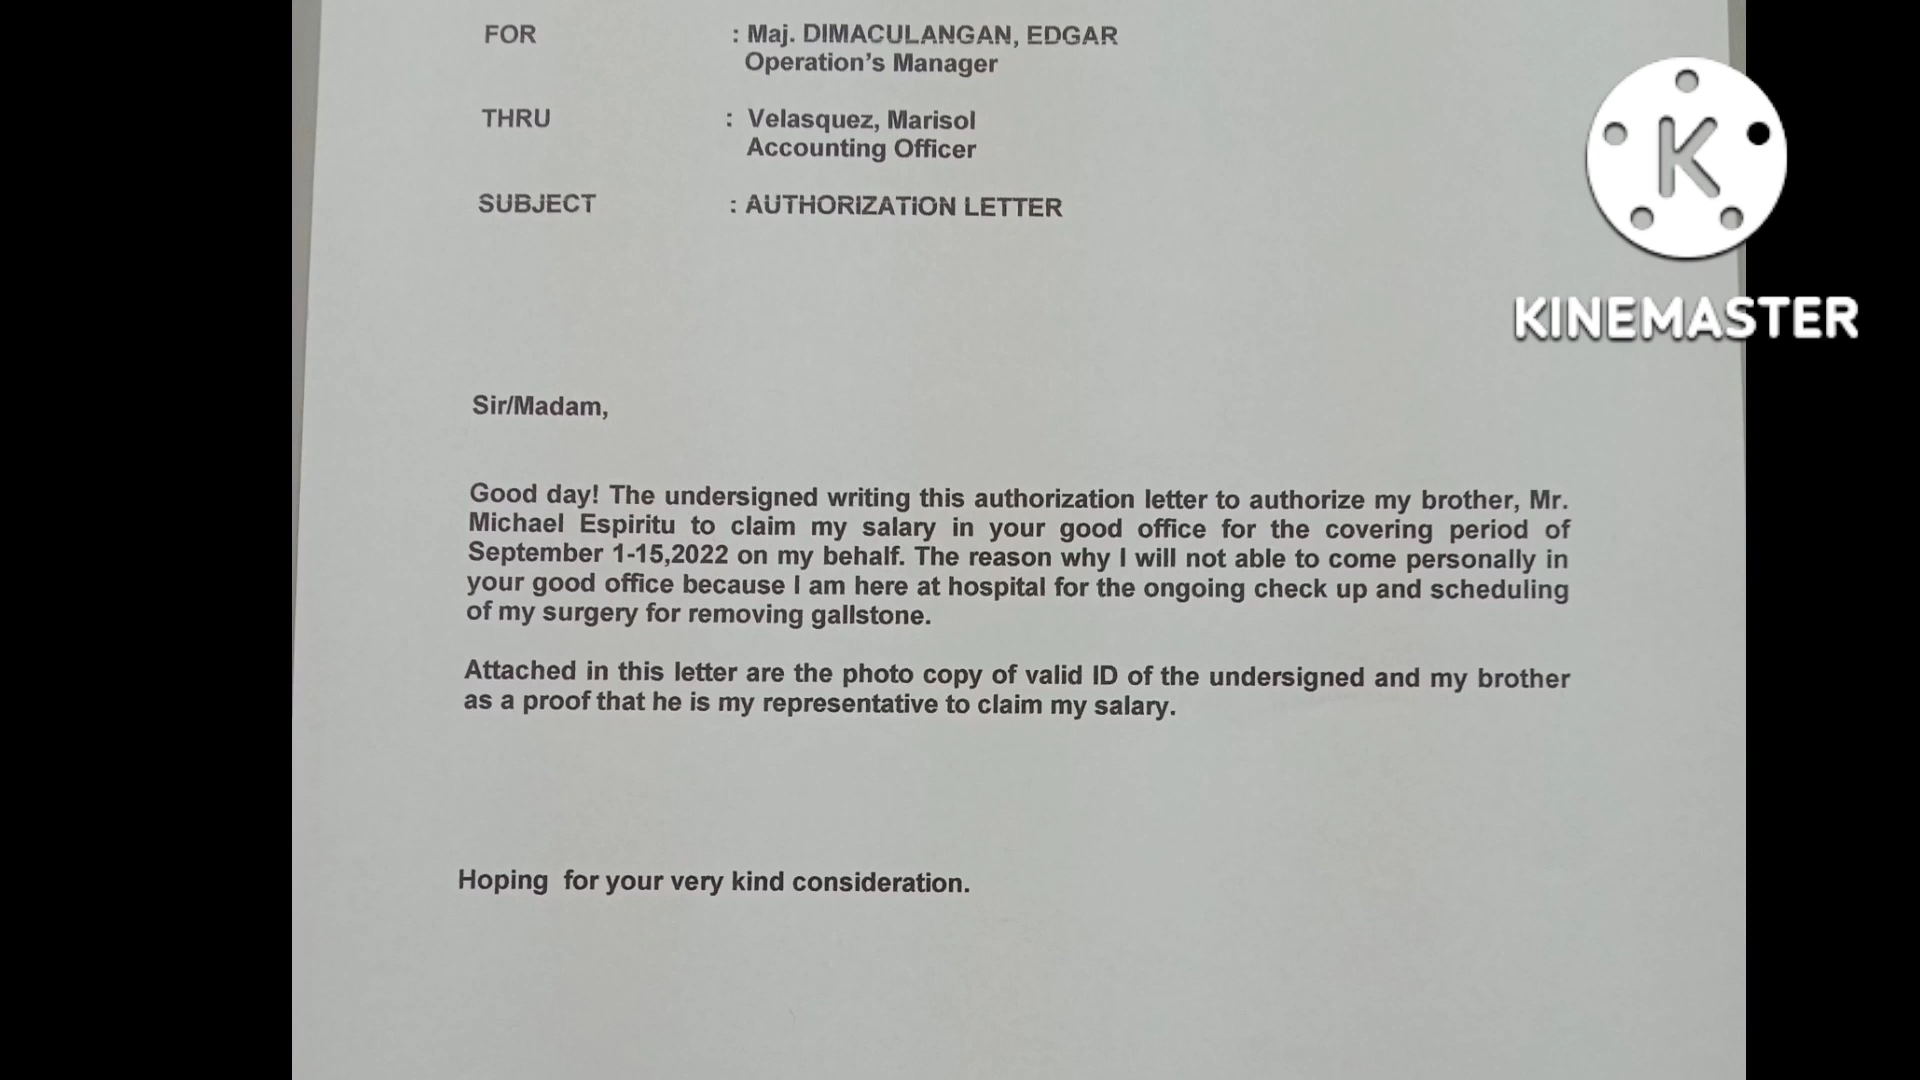 FOR : Maj. DIMACULANGAN, EDGAR
Operation's Manager
THRU : Velasquez, Marisol
Accounting Officer
SUBJECT : AUTHORIZATION LETTER
K
KINEMASTER
Sir/Madam,
Good day! The undersigned writing this authorization letter to authorize my brother, Mr.
Michael Espiritu to claim my salary in your good office for the covering period of
September 1-15,2022 on my behalf. The reason why I will not able to come personally in
your good office because I am here at hospital for the ongoing check up and scheduling
of my surgery for removing gallstone.
Attached in this letter are the photo copy of valid ID of the undersigned and my brother
as a proof that he is my representative to claim my salary.
Hoping for your very kind consideration.